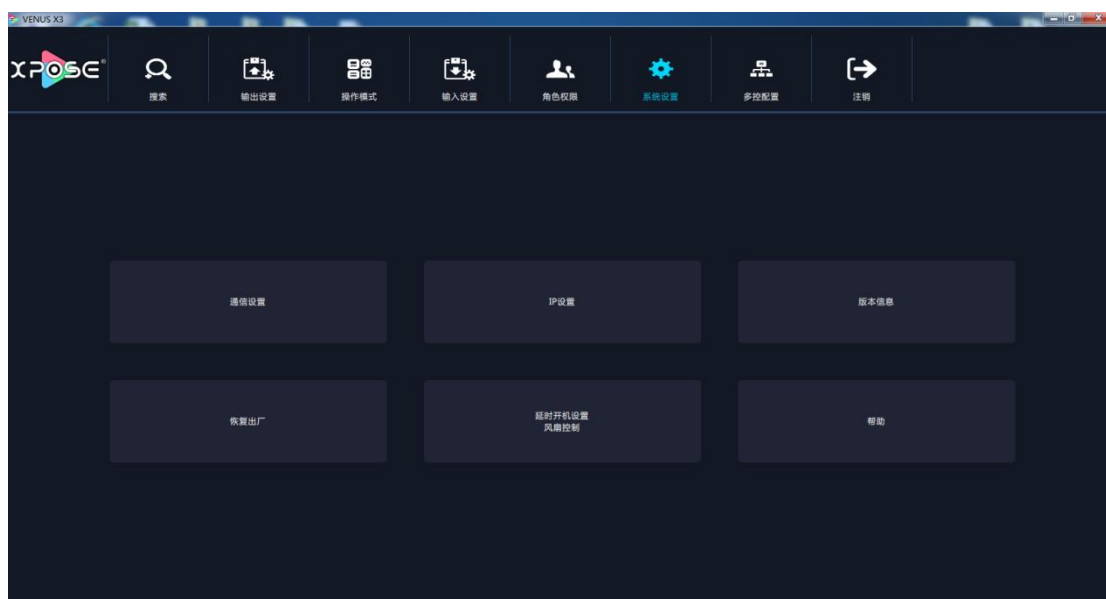 VENUS X3
XPOSE®
搜索
输出设置
操作模式
输入设置
角色权限
系统设置
多控配置
注销
通信设置
IP设置
版本信息
恢复出厂
延时开机设置
风扇控制
帮助